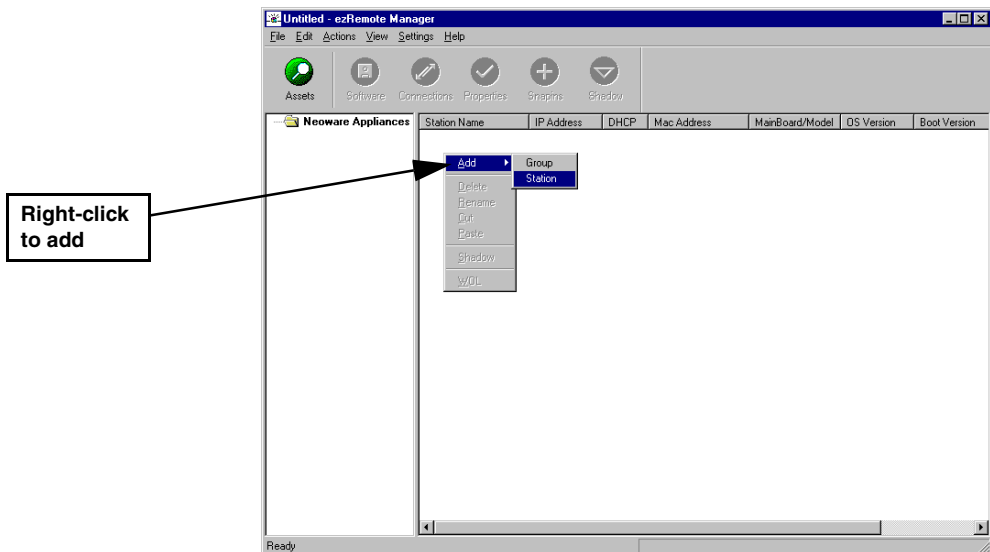 Untitled - ezRemote Manager
File Edit Actions View Settings Help
Assets Software Connections Properties Snapins Shadow
Neoware Appliances
Station Name IP Address DHCP Mac Address MainBoard/Model OS Version Boot Version
Add Group
Station
Delete
Rename
Cut
Paste
Shadow
WOL
Right-click
to add
Ready